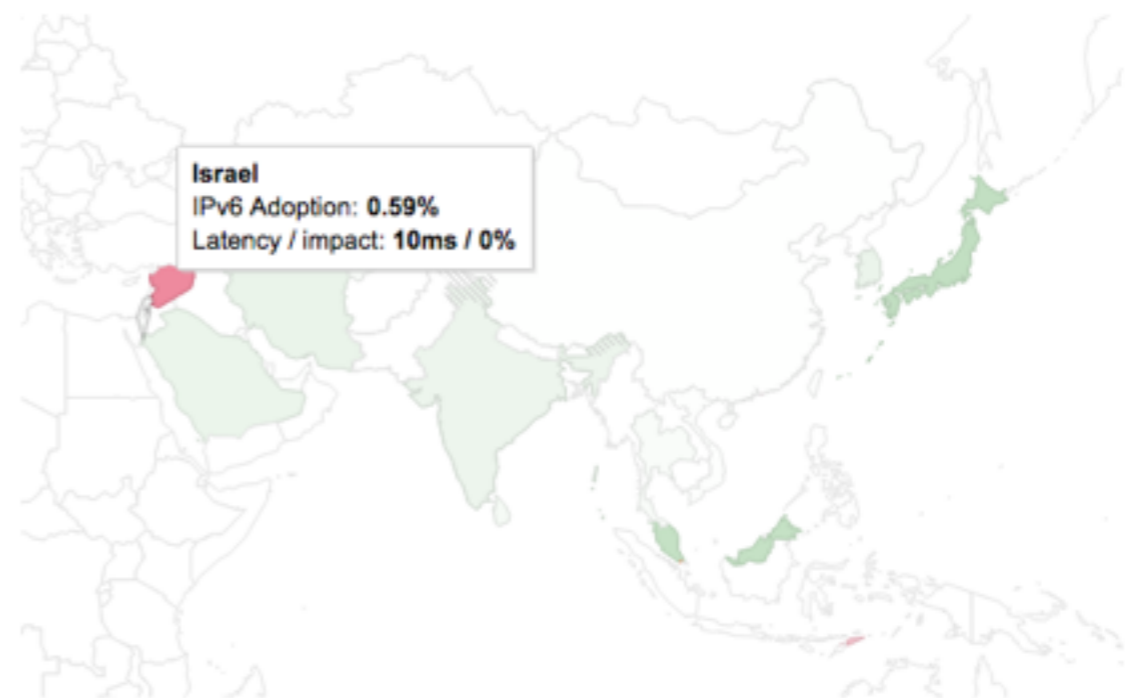 Israel
IPv6 Adoption: 0.59%
Latency / impact: 10ms / 0%